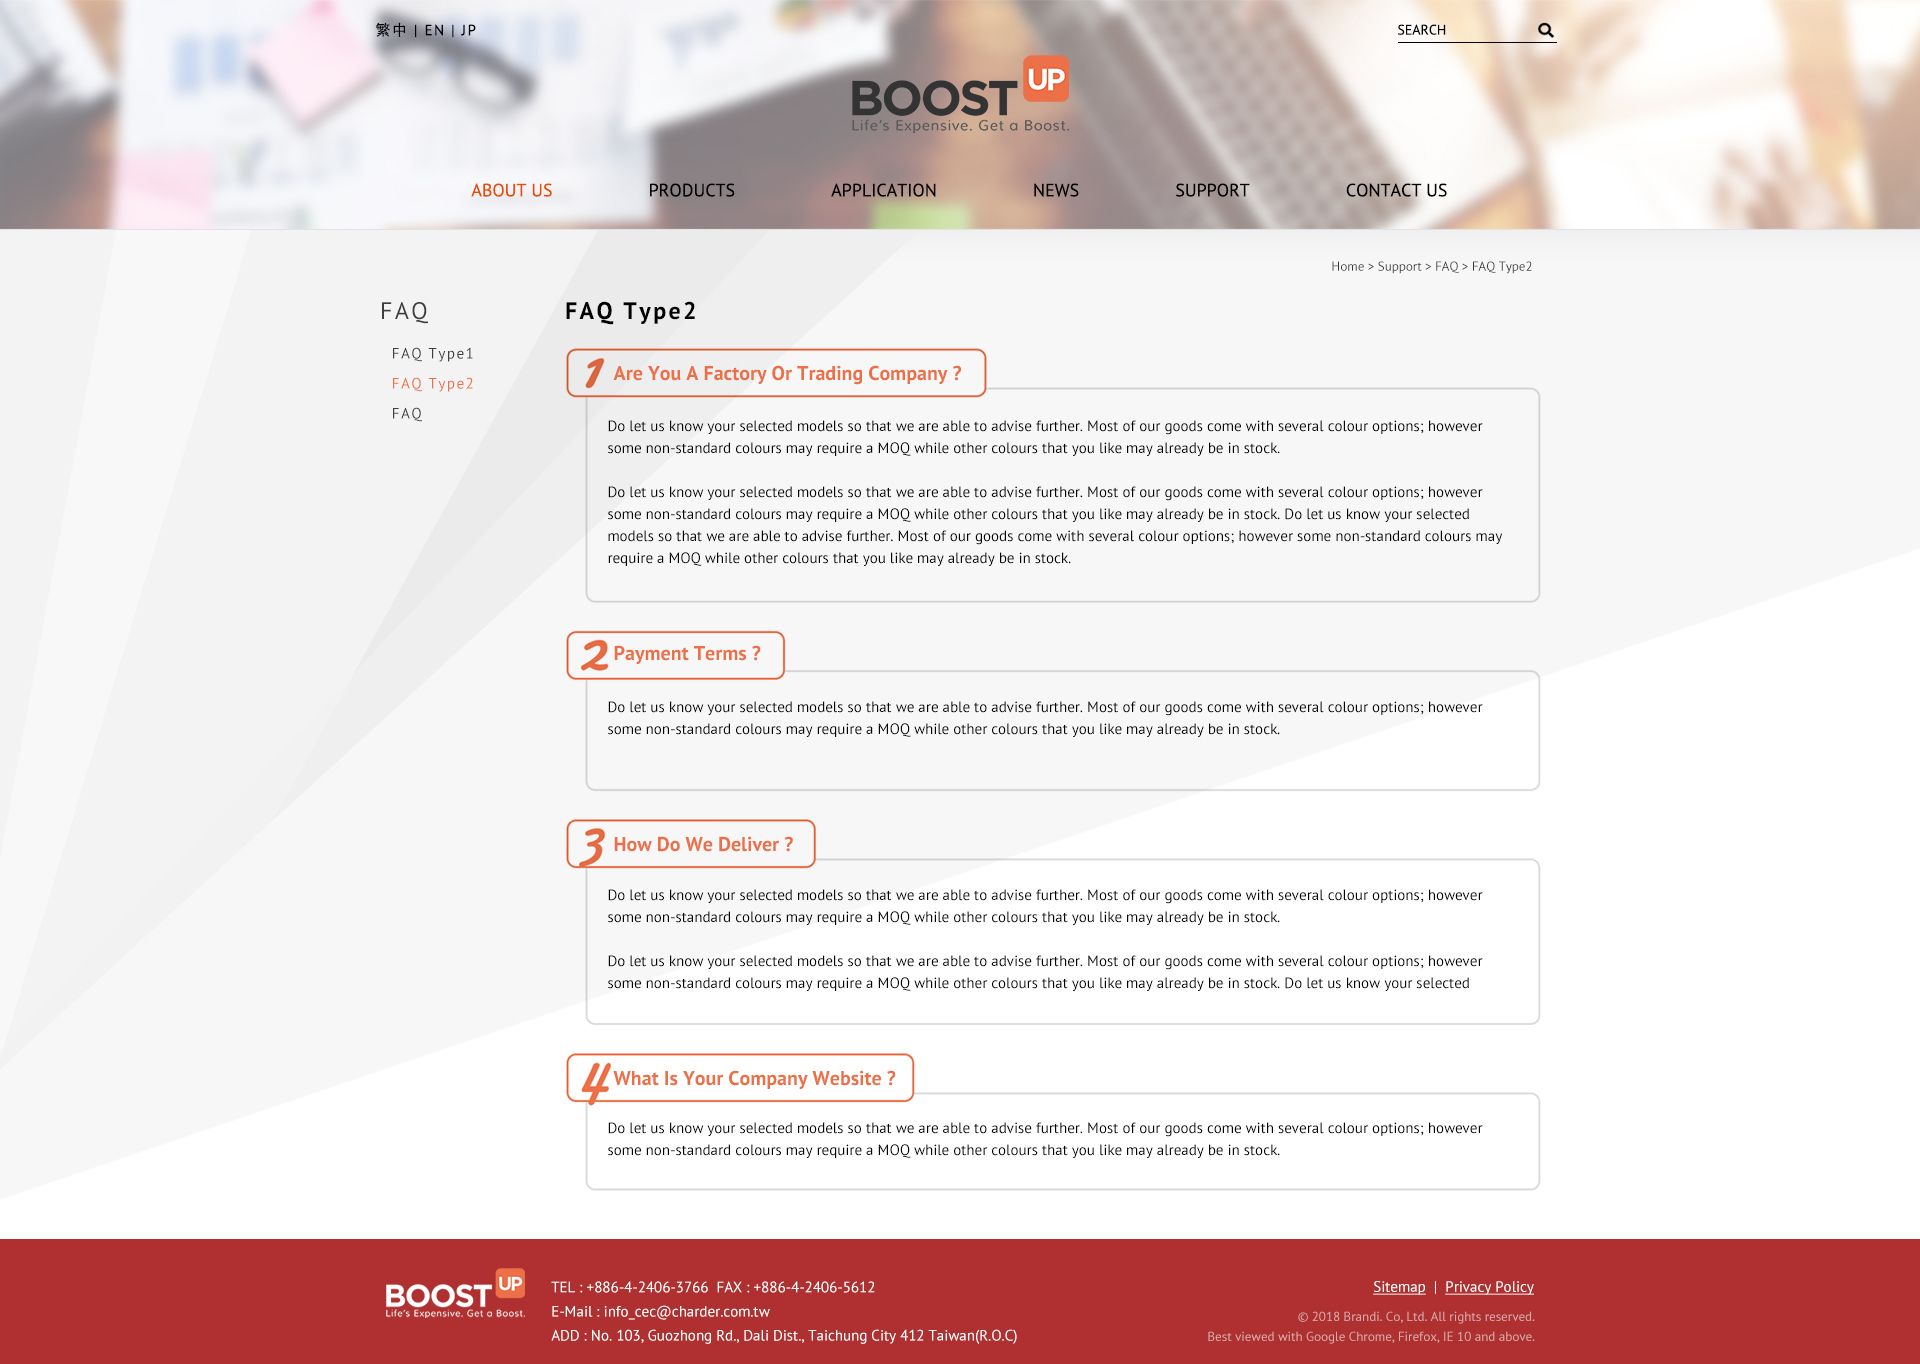 繁中 | EN | JP
SEARCH
BOOST UP
Life's Expensive. Get a Boost.
ABOUT US PRODUCTS APPLICATION NEWS SUPPORT CONTACT US
Home > Support > FAQ > FAQ Type2
FAQ
FAQ Type1
FAQ Type2
FAQ
FAQ Type2
1 Are You A Factory Or Trading Company ?
Do let us know your selected models so that we are able to advise further. Most of our goods come with several colour options; however
some non-standard colours may require a MOQ while other colours that you like may already be in stock.
Do let us know your selected models so that we are able to advise further. Most of our goods come with several colour options; however
some non-standard colours may require a MOQ while other colours that you like may already be in stock. Do let us know your selected
models so that we are able to advise further. Most of our goods come with several colour options; however some non-standard colours may
require a MOQ while other colours that you like may already be in stock.
2 Payment Terms ?
Do let us know your selected models so that we are able to advise further. Most of our goods come with several colour options; however
some non-standard colours may require a MOQ while other colours that you like may already be in stock.
3 How Do We Deliver ?
Do let us know your selected models so that we are able to advise further. Most of our goods come with several colour options; however
some non-standard colours may require a MOQ while other colours that you like may already be in stock.
Do let us know your selected models so that we are able to advise further. Most of our goods come with several colour options; however
some non-standard colours may require a MOQ while other colours that you like may already be in stock. Do let us know your selected
4 What Is Your Company Website ?
Do let us know your selected models so that we are able to advise further. Most of our goods come with several colour options; however
some non-standard colours may require a MOQ while other colours that you like may already be in stock.
BOOST UP
Life's Expensive. Get a Boost.
TEL : +886-4-2406-3766 FAX : +886-4-2406-5612
E-Mail : info_cec@charder.com.tw
ADD : No. 103, Guozhong Rd., Dali Dist., Taichung City 412 Taiwan(R.O.C)
Sitemap | Privacy Policy
© 2018 Brandi. Co, Ltd. All rights reserved.
Best viewed with Google Chrome, Firefox, IE 10 and above.